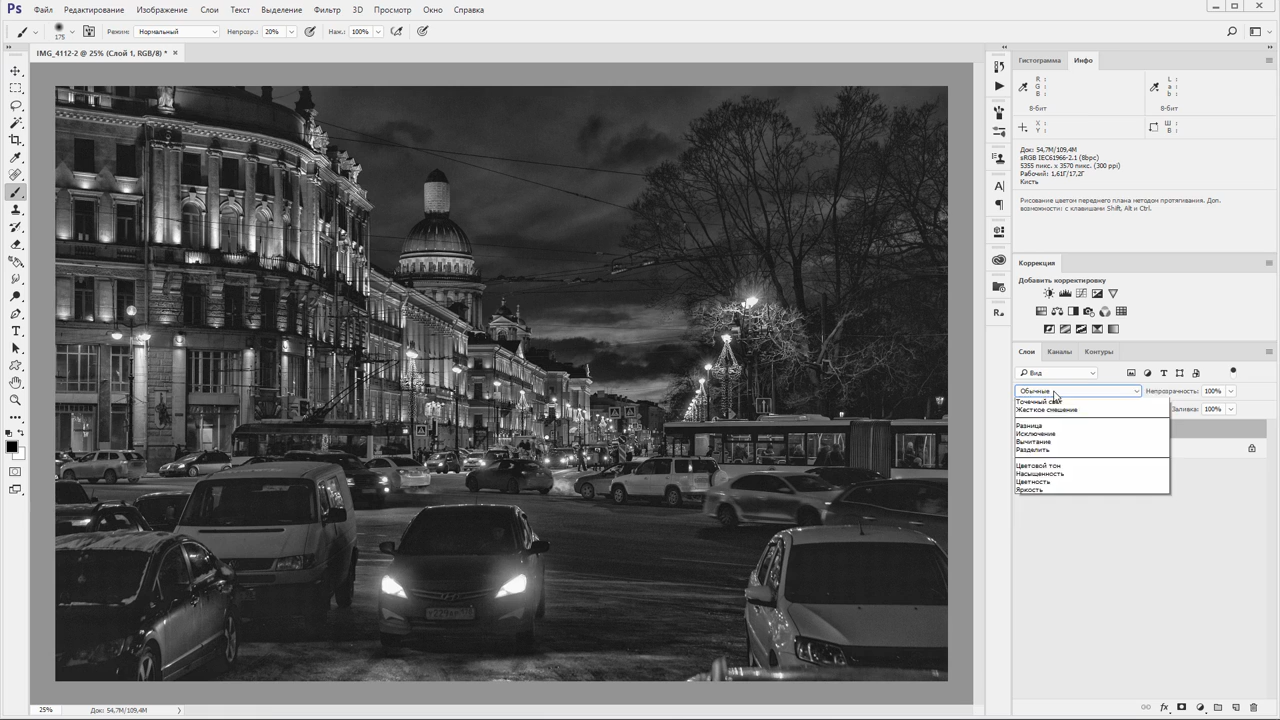 Ps Файл Редактирование Изображение Слои Текст Выделение Фильтр 3D Просмотр Окно Справка
175 Режим: Нормальный Непрозр.: 20% Наж.: 100%
IMG_4112-2 @ 25% (Слой 1, RGB/8) * ×
Гистограмма Инфо
R :
G :
B :
L :
a :
b :
8-бит 8-бит
X :
Y :
Ш :
В :
Док: 54,7M/109,4M
sRGB IEC61966-2.1 (8bpc)
5355 пикс. x 3570 пикс. (300 ppi)
Рабочий: 1,61Г/17,2Г
Кисть
Рисование цветом переднего плана методом протягивания. Доп.
возможности: с клавишами Shift, Alt и Ctrl.
Коррекция
Добавить корректировку
Слои Каналы Контуры
Вид
Обычные Непрозрачность: 100%
Заливка: 100%
Жесткое смешение
Разница
Исключение
Вычитание
Разделить
Цветовой тон
Насыщенность
Цветность
Яркость
25% Док: 54,7M/109,4M